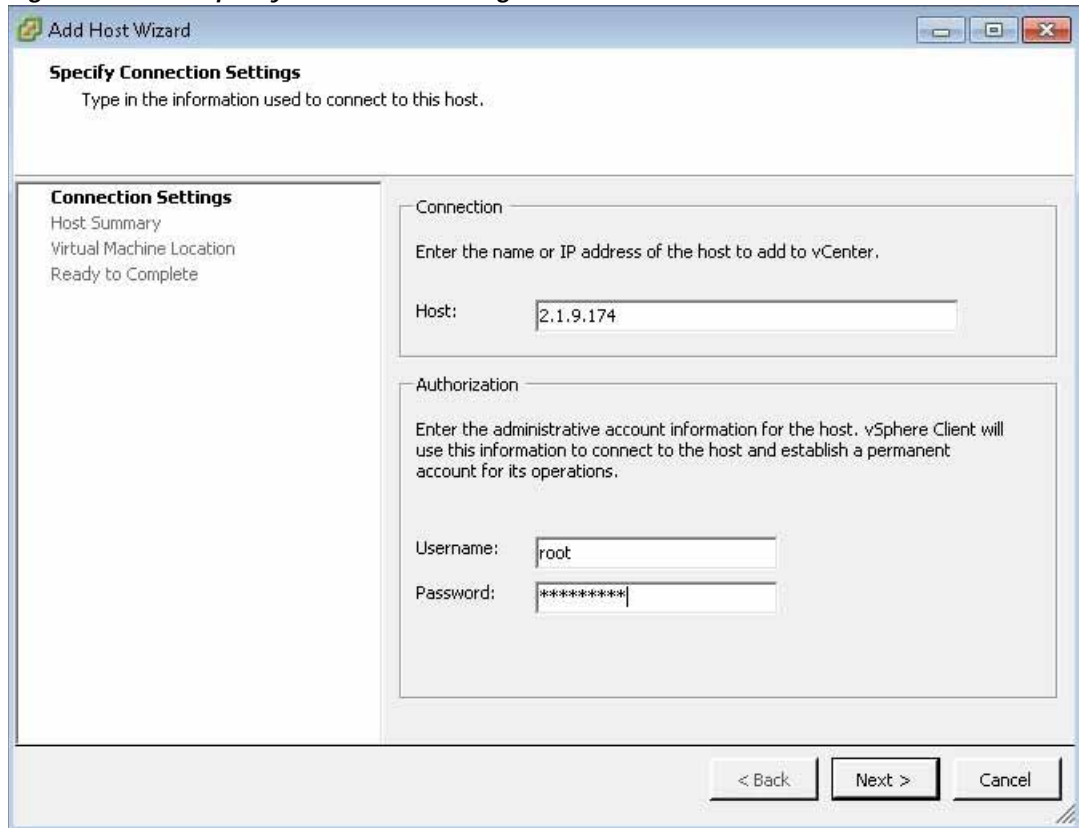 Add Host Wizard
Specify Connection Settings
Type in the information used to connect to this host.
Connection Settings
Host Summary
Virtual Machine Location
Ready to Complete
Connection
Enter the name or IP address of the host to add to vCenter.
Host: 2.1.9.174
Authorization
Enter the administrative account information for the host. vSphere Client will
use this information to connect to the host and establish a permanent
account for its operations.
Username: root
Password: *********
< Back Next > Cancel